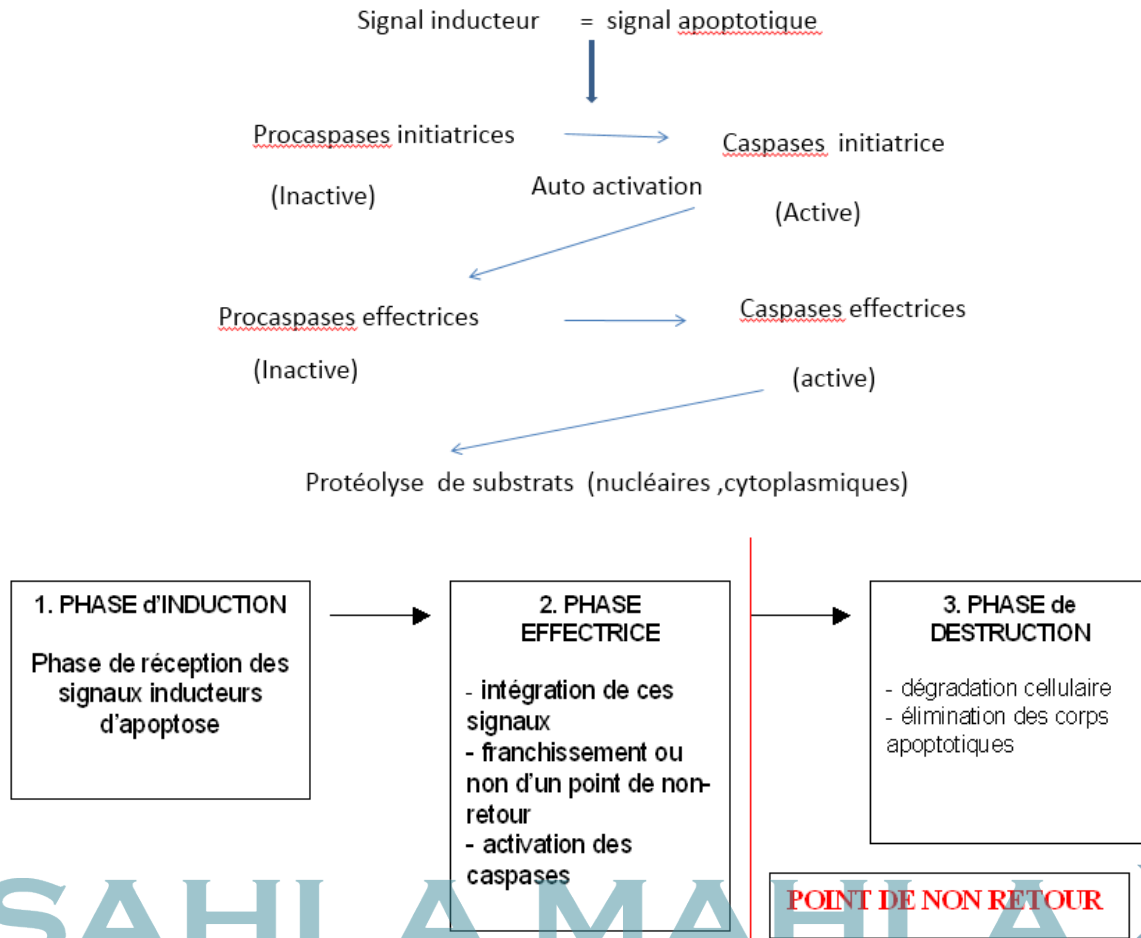 Signal inducteur = signal apoptotique
Procaspases initiatrices
Caspases initiatrice
(Inactive)
Auto activation
(Active)
Procaspases effectrices
Caspases effectrices
(Inactive)
(active)
Protéolyse de substrats (nucléaires ,cytoplasmiques)
1. PHASE d'INDUCTION
Phase de réception des
signaux inducteurs
d'apoptose
2. PHASE
EFFECTRICE
- intégration de ces
signaux
- franchissement ou
non d'un point de non-
retour
- activation des
caspases
3. PHASE de
DESTRUCTION
- dégradation cellulaire
- élimination des corps
apoptotiques
POINT DE NON RETOUR
SAHLA MAHLA